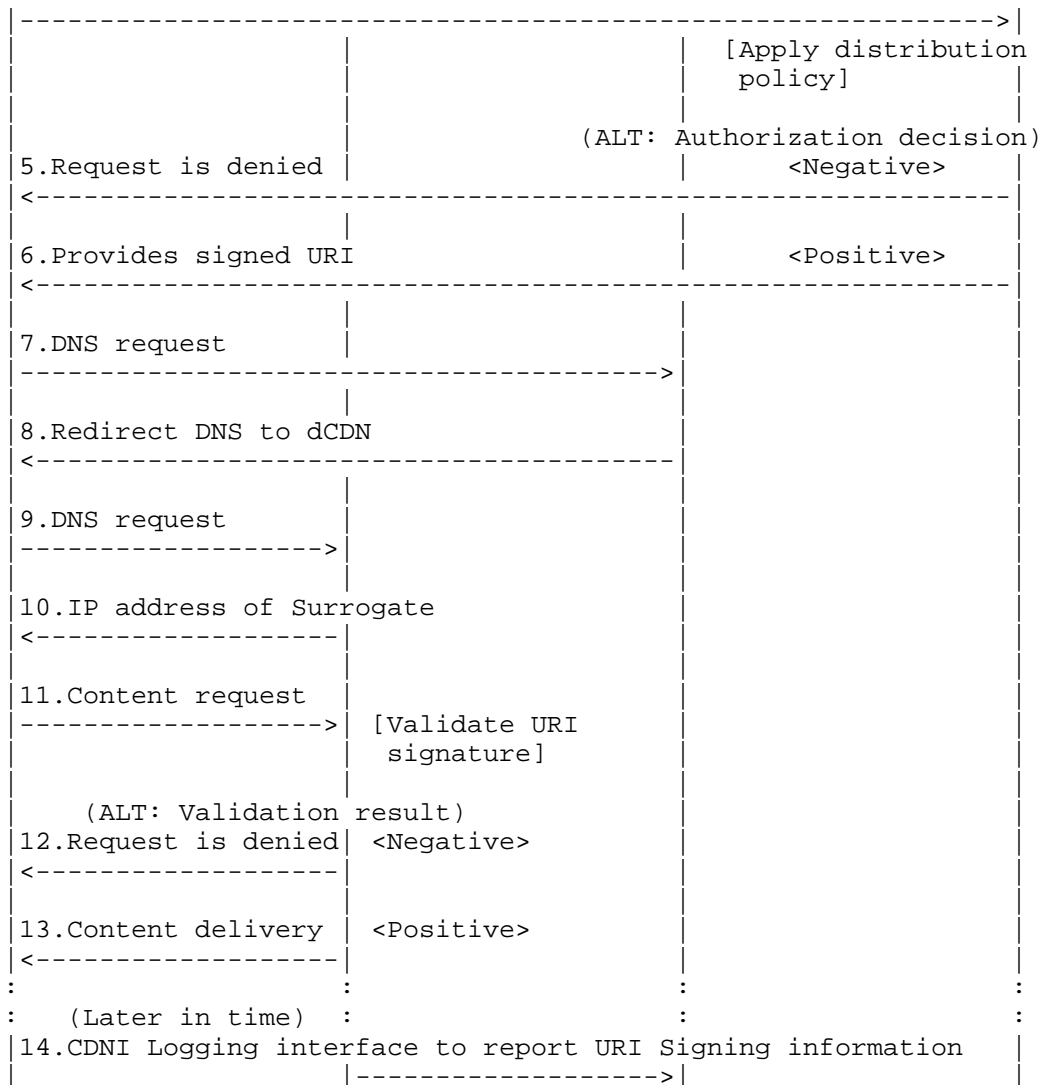 [Apply distribution
policy]
(ALT: Authorization decision)
5.Request is denied <Negative>
6.Provides signed URI <Positive>
7.DNS request
8.Redirect DNS to dCDN
9.DNS request
10.IP address of Surrogate
11.Content request
[Validate URI
signature]
(ALT: Validation result)
12.Request is denied <Negative>
13.Content delivery <Positive>
(Later in time)
14.CDNI Logging interface to report URI Signing information